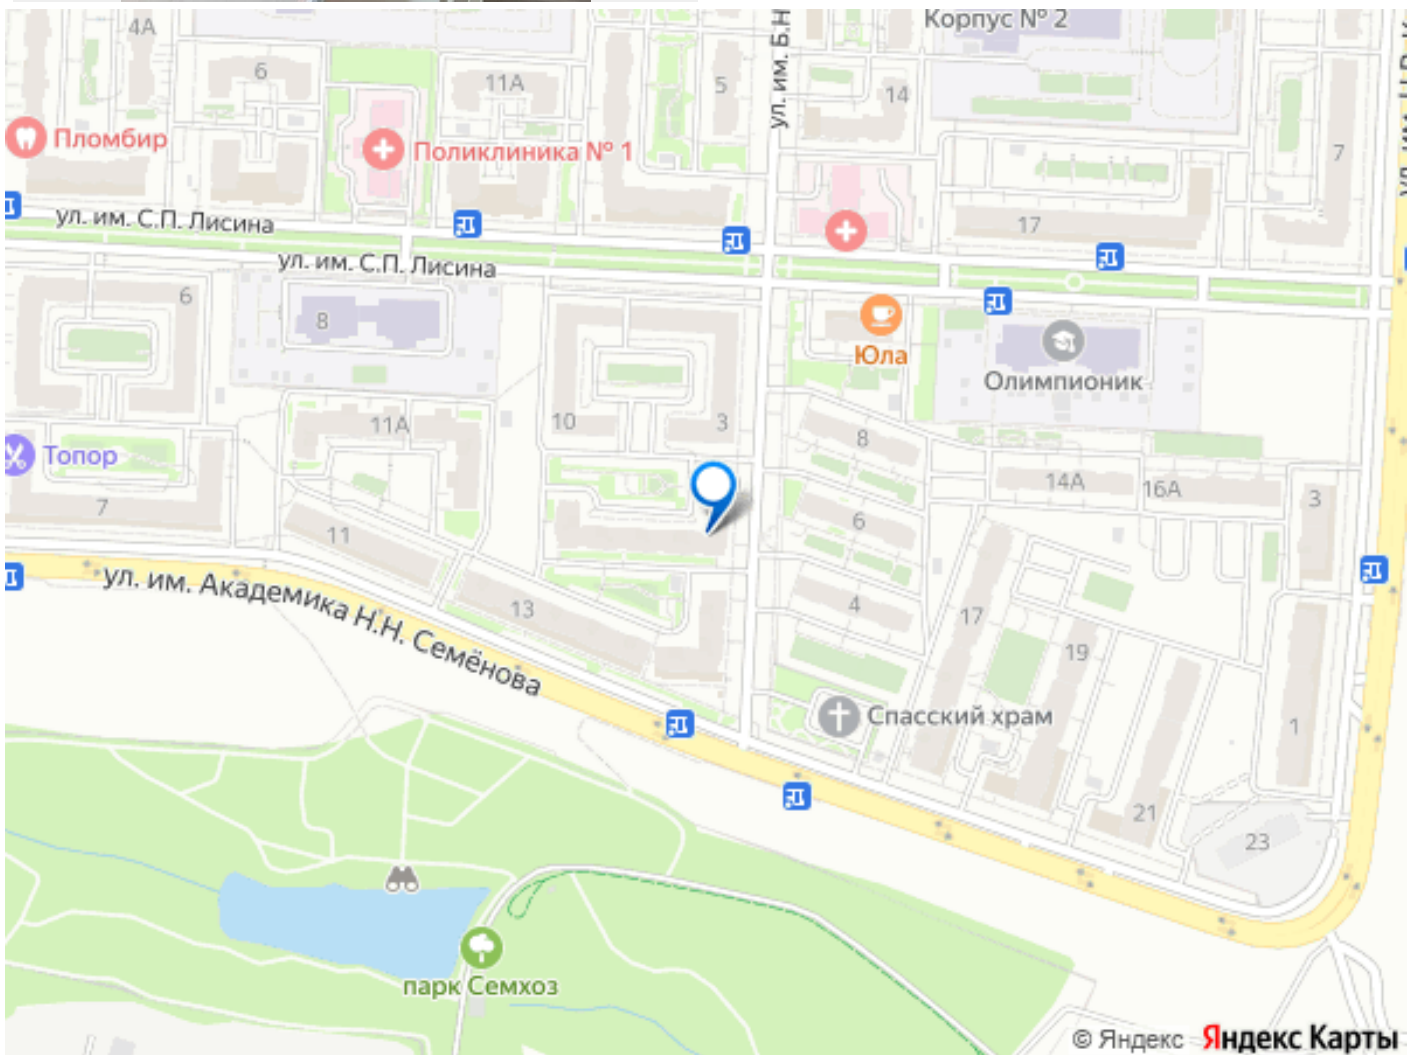 Корпус № 2
4А
6
11А
5
ул. им. Б.Н
14
Пломбир
Поликлиника № 1
7
17
ул. им. С.П. Лисина
ул. им. С.П. Лисина
6
8
Юла
Олимпионик
10
3
11А
8
Топор
14А
16А
3
7
11
6
ул. им. Академика Н.Н. Семёнова
13
4
17
19
Спасский храм
1
21
23
парк Семхоз
© Яндекс Яндекс Карты